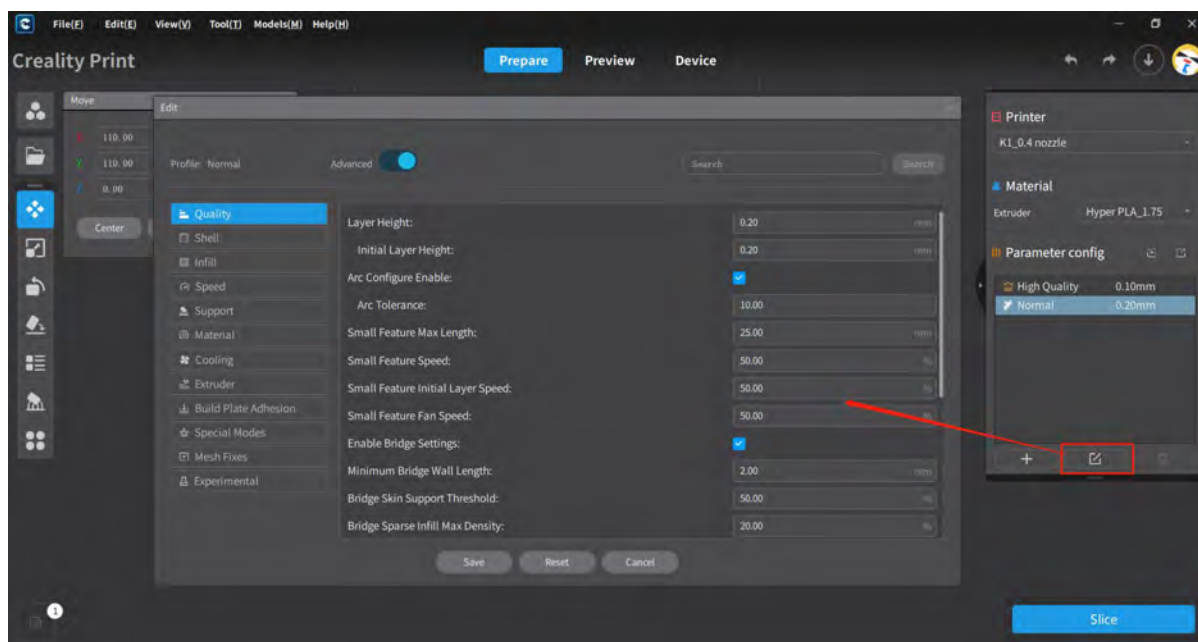 File(F) Edit(E) View(V) Tool(T) Models(M) Help(H)
Creality Print
Prepare Preview Device
Move
110.00
110.00
0.00
Center
Edit
Profile: Normal Advanced Search Search
Quality
Shell
Infill
Speed
Support
Material
Cooling
Extruder
Build Plate Adhesion
Special Modes
Mesh Fixes
Experimental
Layer Height: 0.20 mm
Initial Layer Height: 0.20 mm
Arc Configure Enable:
Arc Tolerance: 10.00
Small Feature Max Length: 25.00 mm
Small Feature Speed: 50.00 %
Small Feature Initial Layer Speed: 50.00 %
Small Feature Fan Speed: 50.00 %
Enable Bridge Settings:
Minimum Bridge Wall Length: 2.00 mm
Bridge Skin Support Threshold: 50.00 %
Bridge Sparse Infill Max Density: 20.00 %
Save Reset Cancel
Printer
K1_0.4 nozzle
Material
Extruder Hyper PLA_1.75
Parameter config
High Quality 0.10mm
Normal 0.20mm
1
Slice